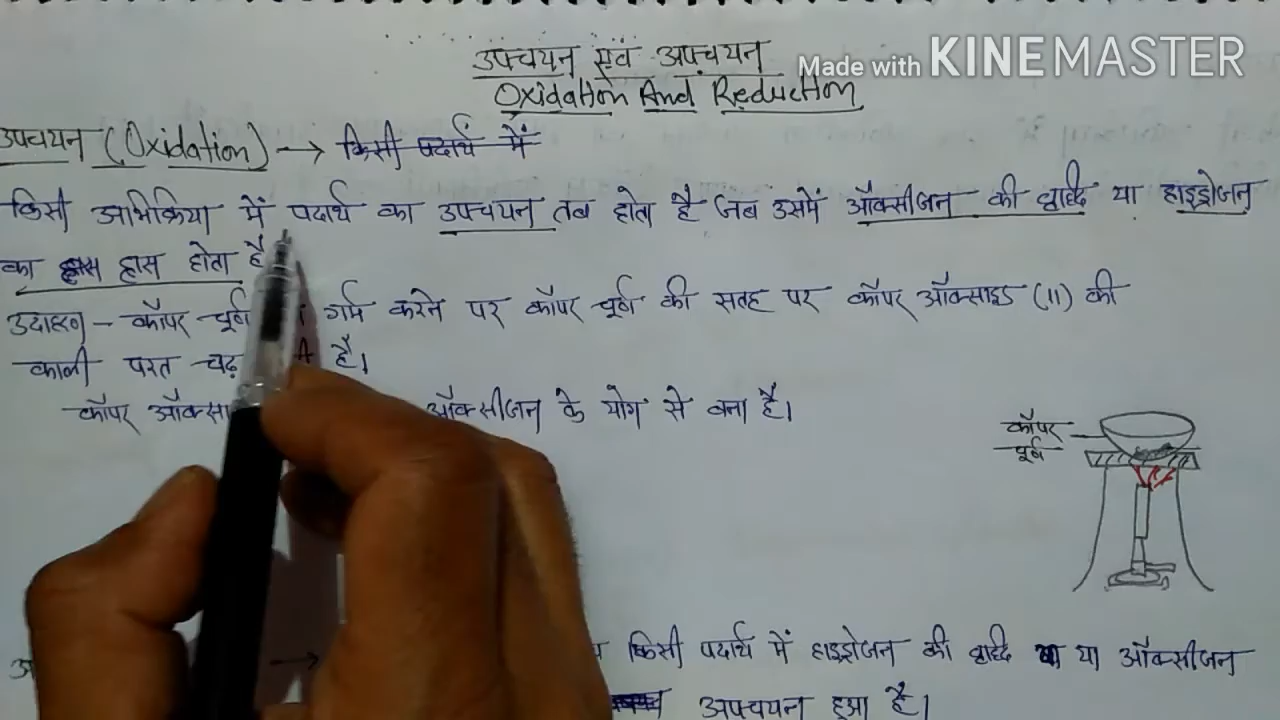 उपचयन एवं अपचयन
Made with KINEMASTER
Oxidation And Reduction
उपचयन (Oxidation) → किसी पदार्थ में
किसी अभिक्रिया में पदार्थ का उपचयन तब होता है जब उसमें ऑक्सीजन की वृद्धि या हाइड्रोजन
का ह्रास होता है
उदाहरण - कॉपर चूर्ण गर्म करने पर कॉपर चूर्ण की सतह पर कॉपर ऑक्साइड (II) की
काली परत चढ़ है।
कॉपर ऑक्सीजन के योग से बना है।
कॉपर
चूर्ण
→ किसी पदार्थ में हाइड्रोजन की वृद्धि या ऑक्सीजन
अपचयन हुआ है।